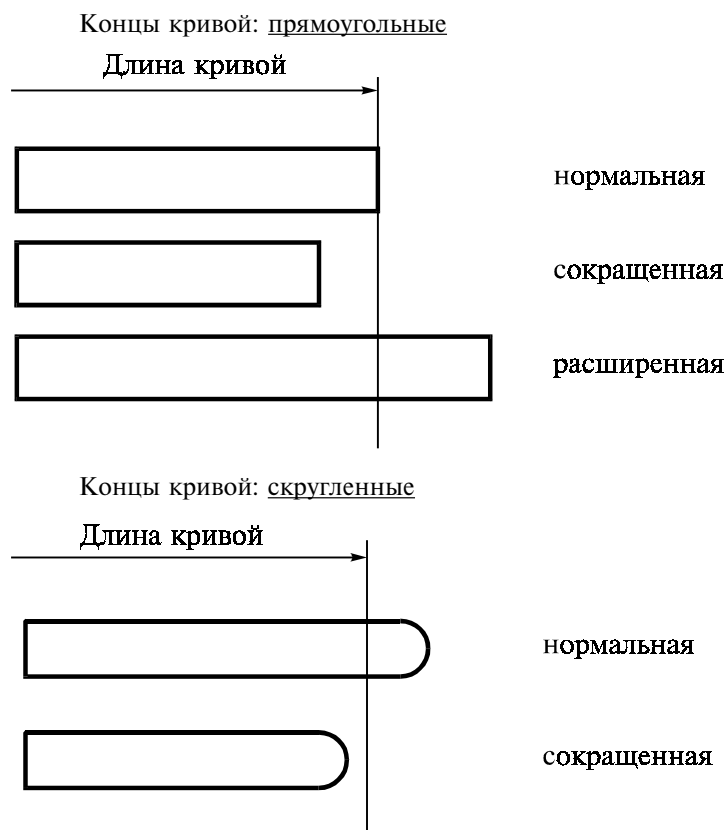 Концы кривой: прямоугольные
Длина кривой
нормальная
сокращенная
расширенная
Концы кривой: скругленные
Длина кривой
нормальная
сокращенная